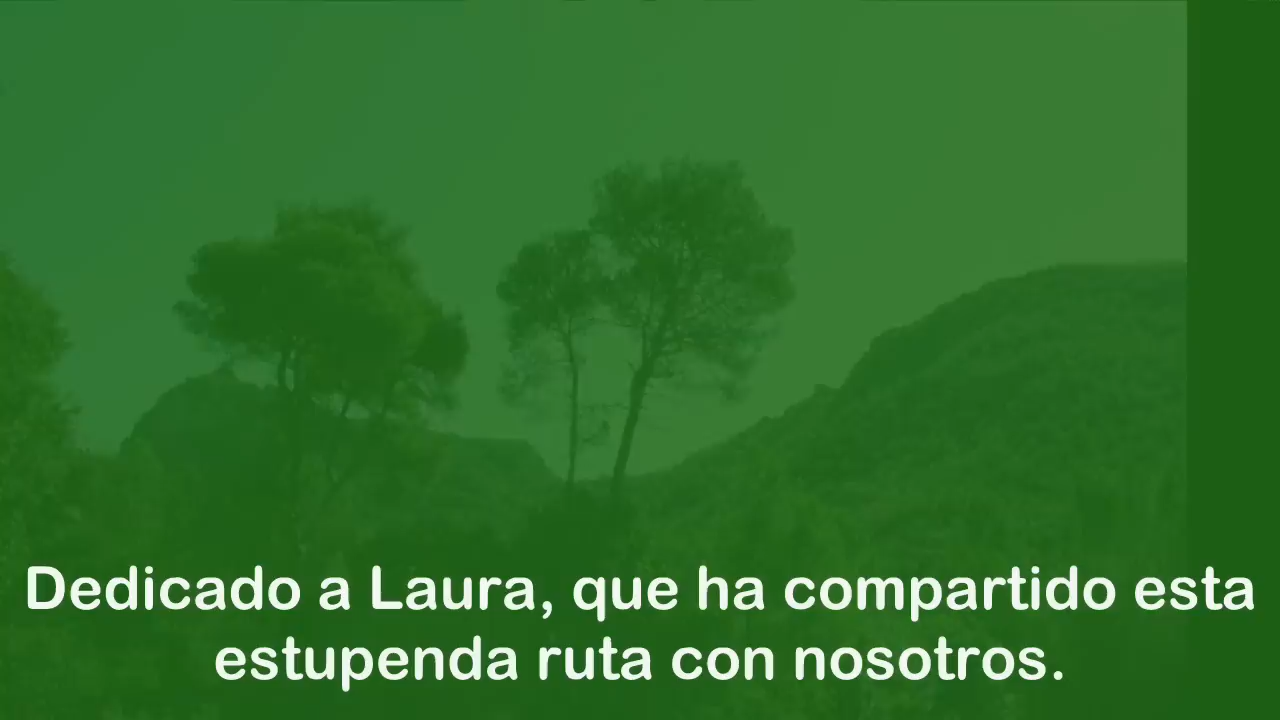 Dedicado a Laura, que ha compartido esta
estupenda ruta con nosotros.